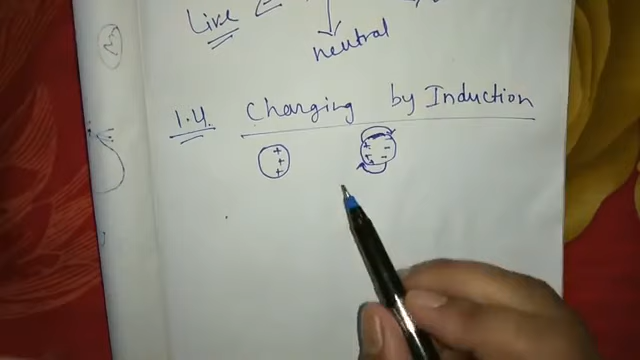 Live
neutral
1.4. Charging by Induction
+ + +
+ + + - - -